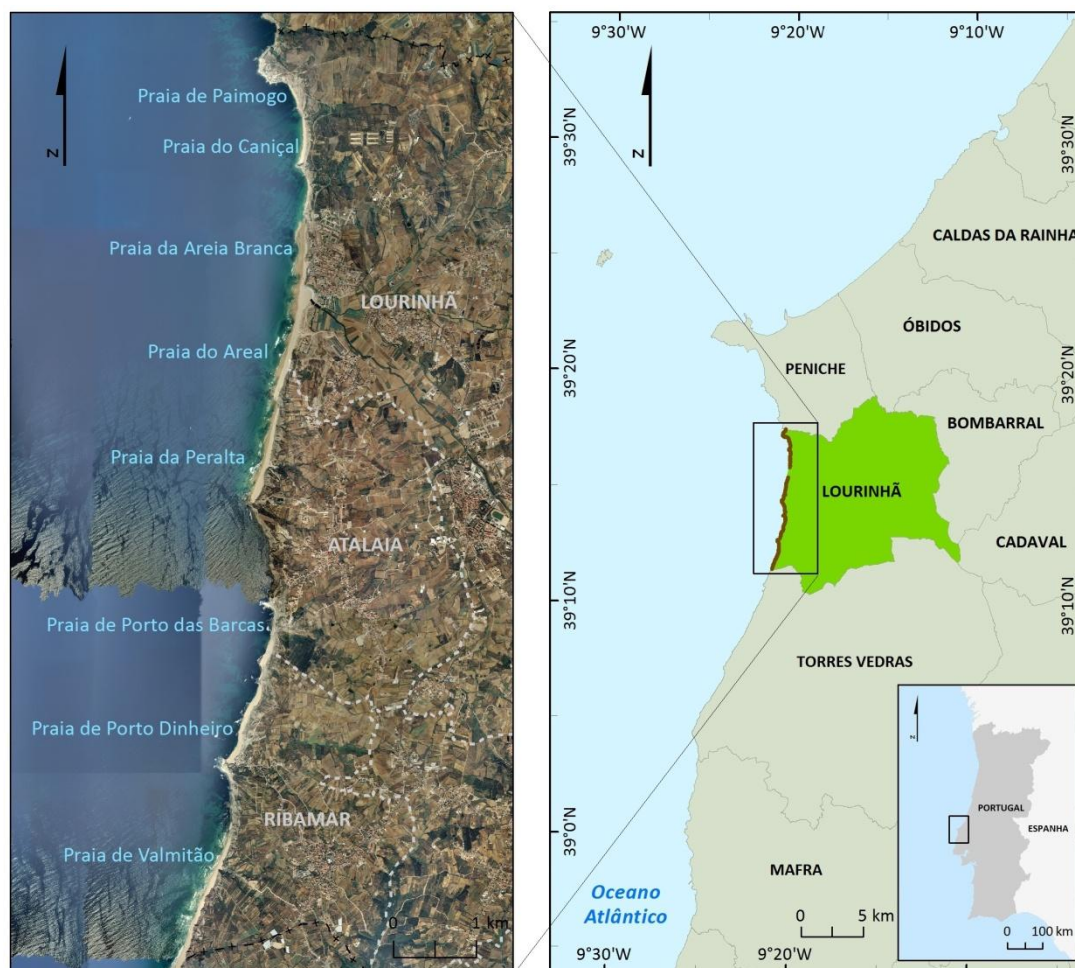 N
Praia de Paimogo
Praia do Caniçal
Praia da Areia Branca
LOURINHÃ
Praia do Areal
Praia da Peralta
ATALAIA
Praia de Porto das Barcas
Praia de Porto Dinheiro
RIBAMAR
Praia de Valmitão
0 1 km
9°30'W 9°20'W 9°10'W
N
39°30'N 39°30'N
CALDAS DA RAINHA
ÓBIDOS
39°20'N 39°20'N
PENICHE
BOMBARRAL
LOURINHÃ
CADAVAL
39°10'N 39°10'N
TORRES VEDRAS
N
PORTUGAL
ESPANHA
39°0'N
MAFRA
Oceano
Atlântico
0 5 km
0 100 km
9°30'W 9°20'W